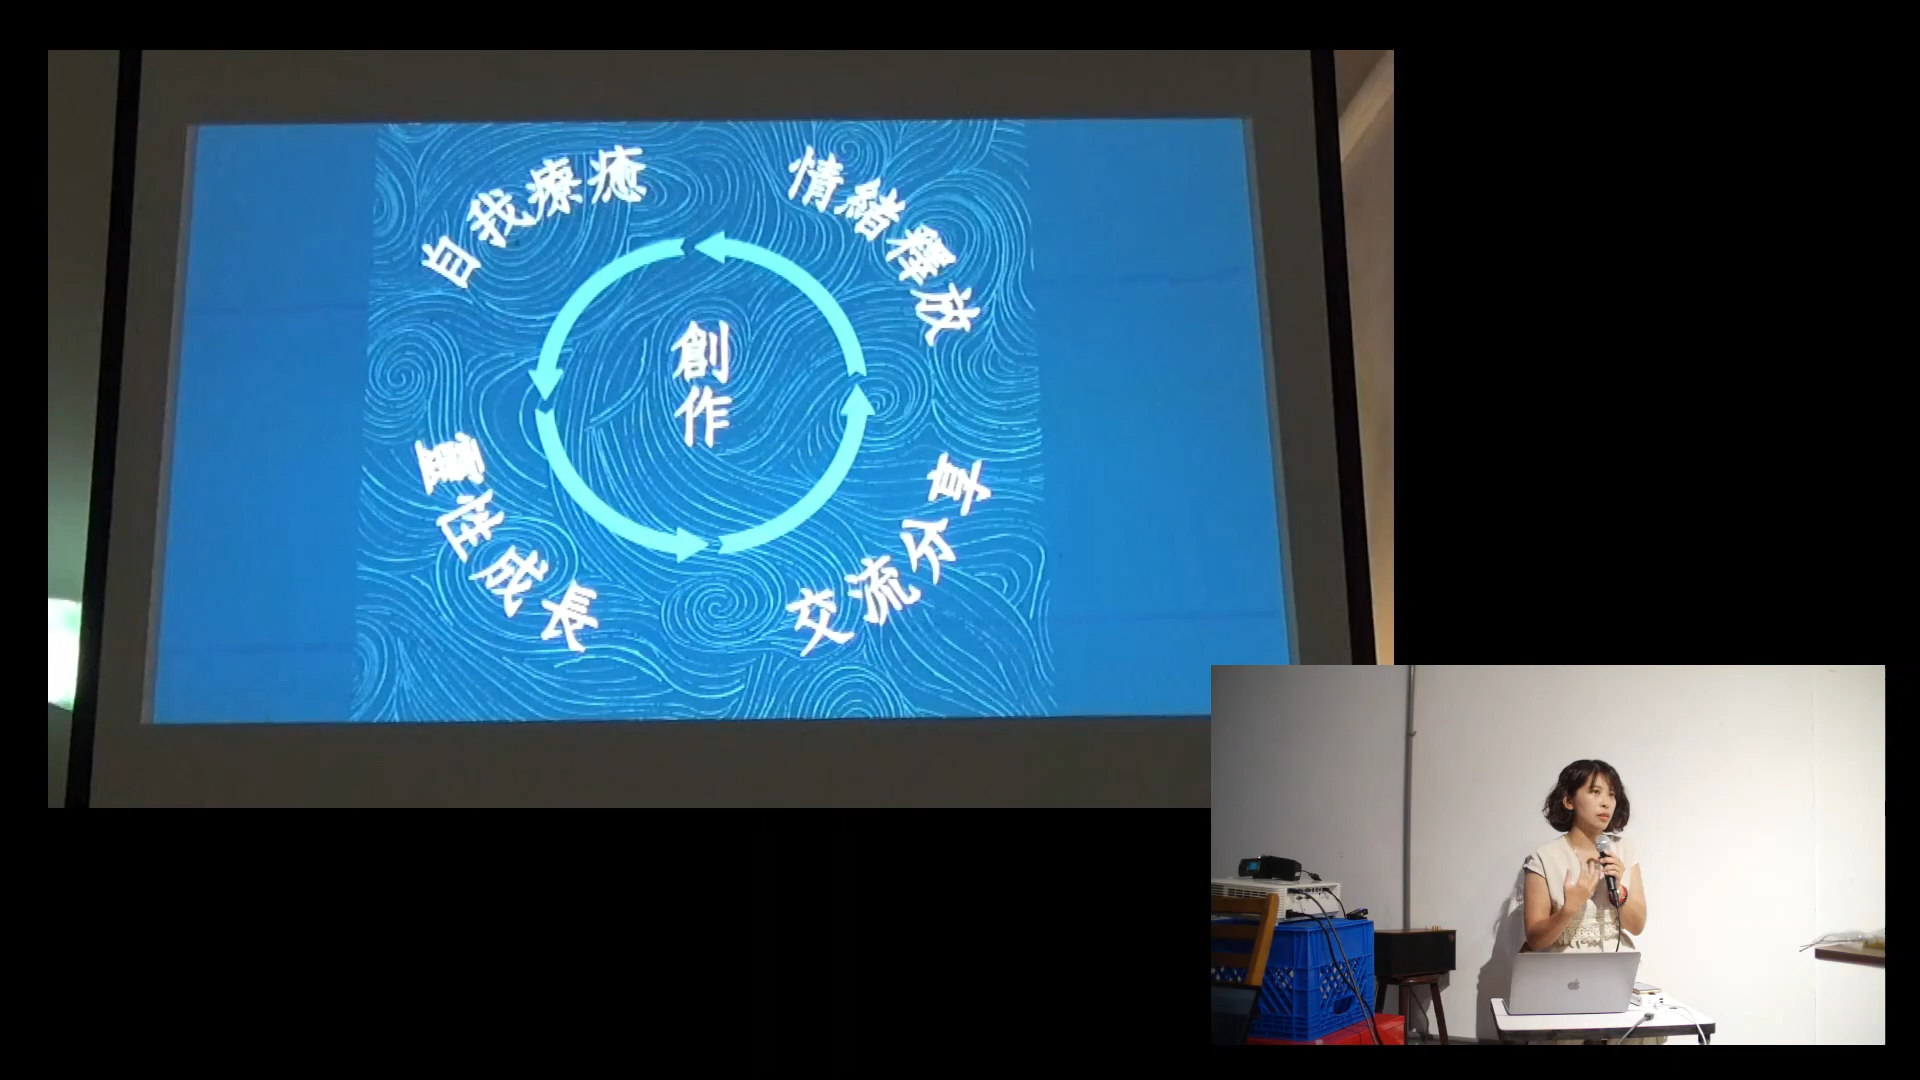 自我療癒
情緒釋放
創作
靈性成長
交流分享